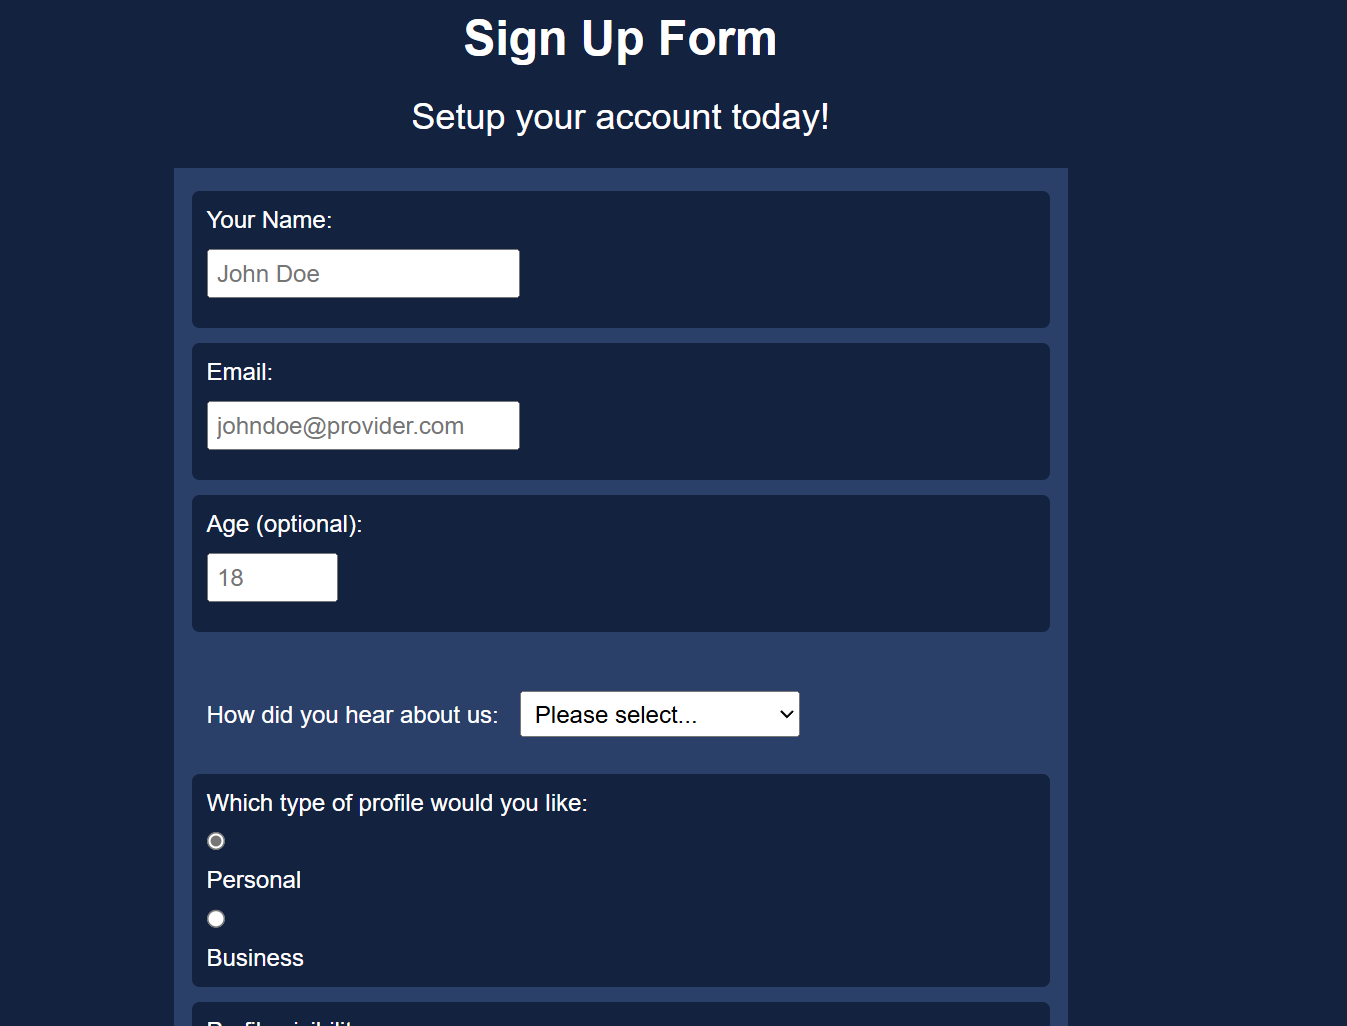 Sign Up Form
Setup your account today!
Your Name:
John Doe
Email:
johndoe@provider.com
Age (optional):
18
How did you hear about us: Please select...
Which type of profile would you like:
Personal
Business